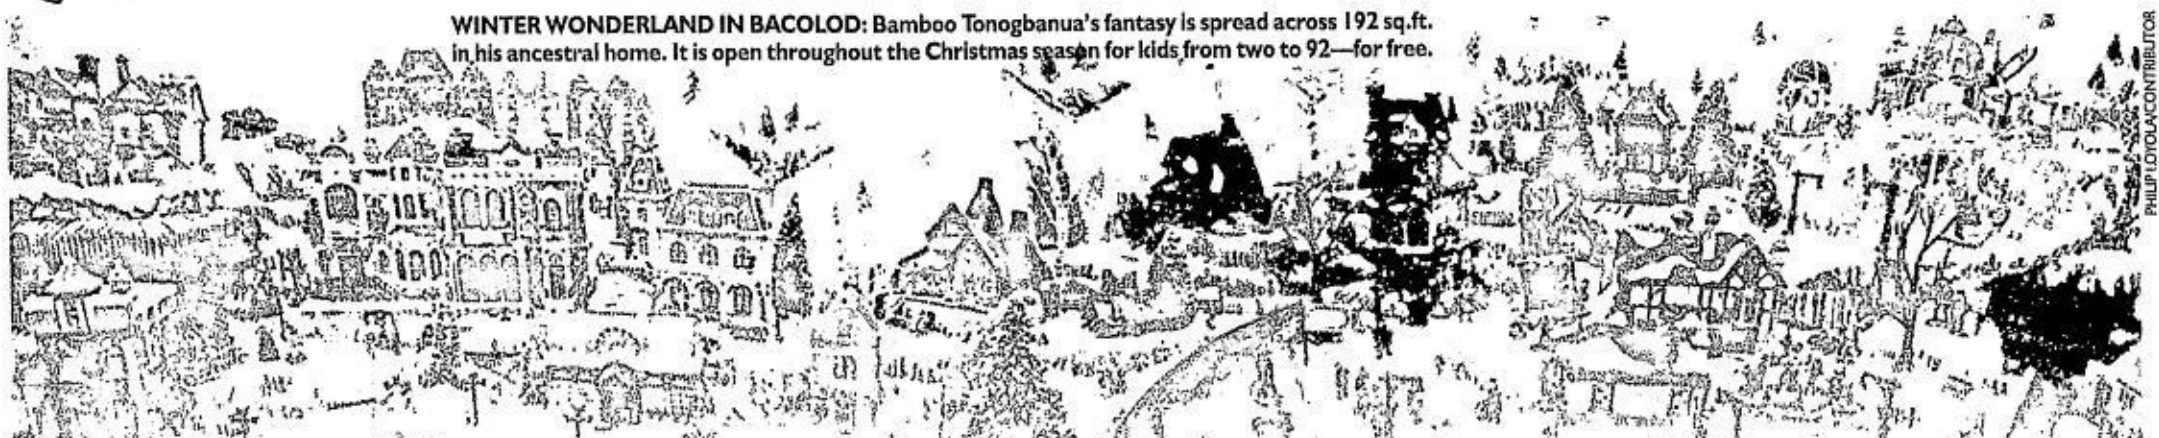 WINTER WONDERLAND IN BACOLOD: Bamboo Tonogbanua's fantasy is spread across 192 sq.ft.
in his ancestral home. It is open throughout the Christmas season for kids from two to 92—for free.
PHILIP LOYOLA CONTRIBUTOR